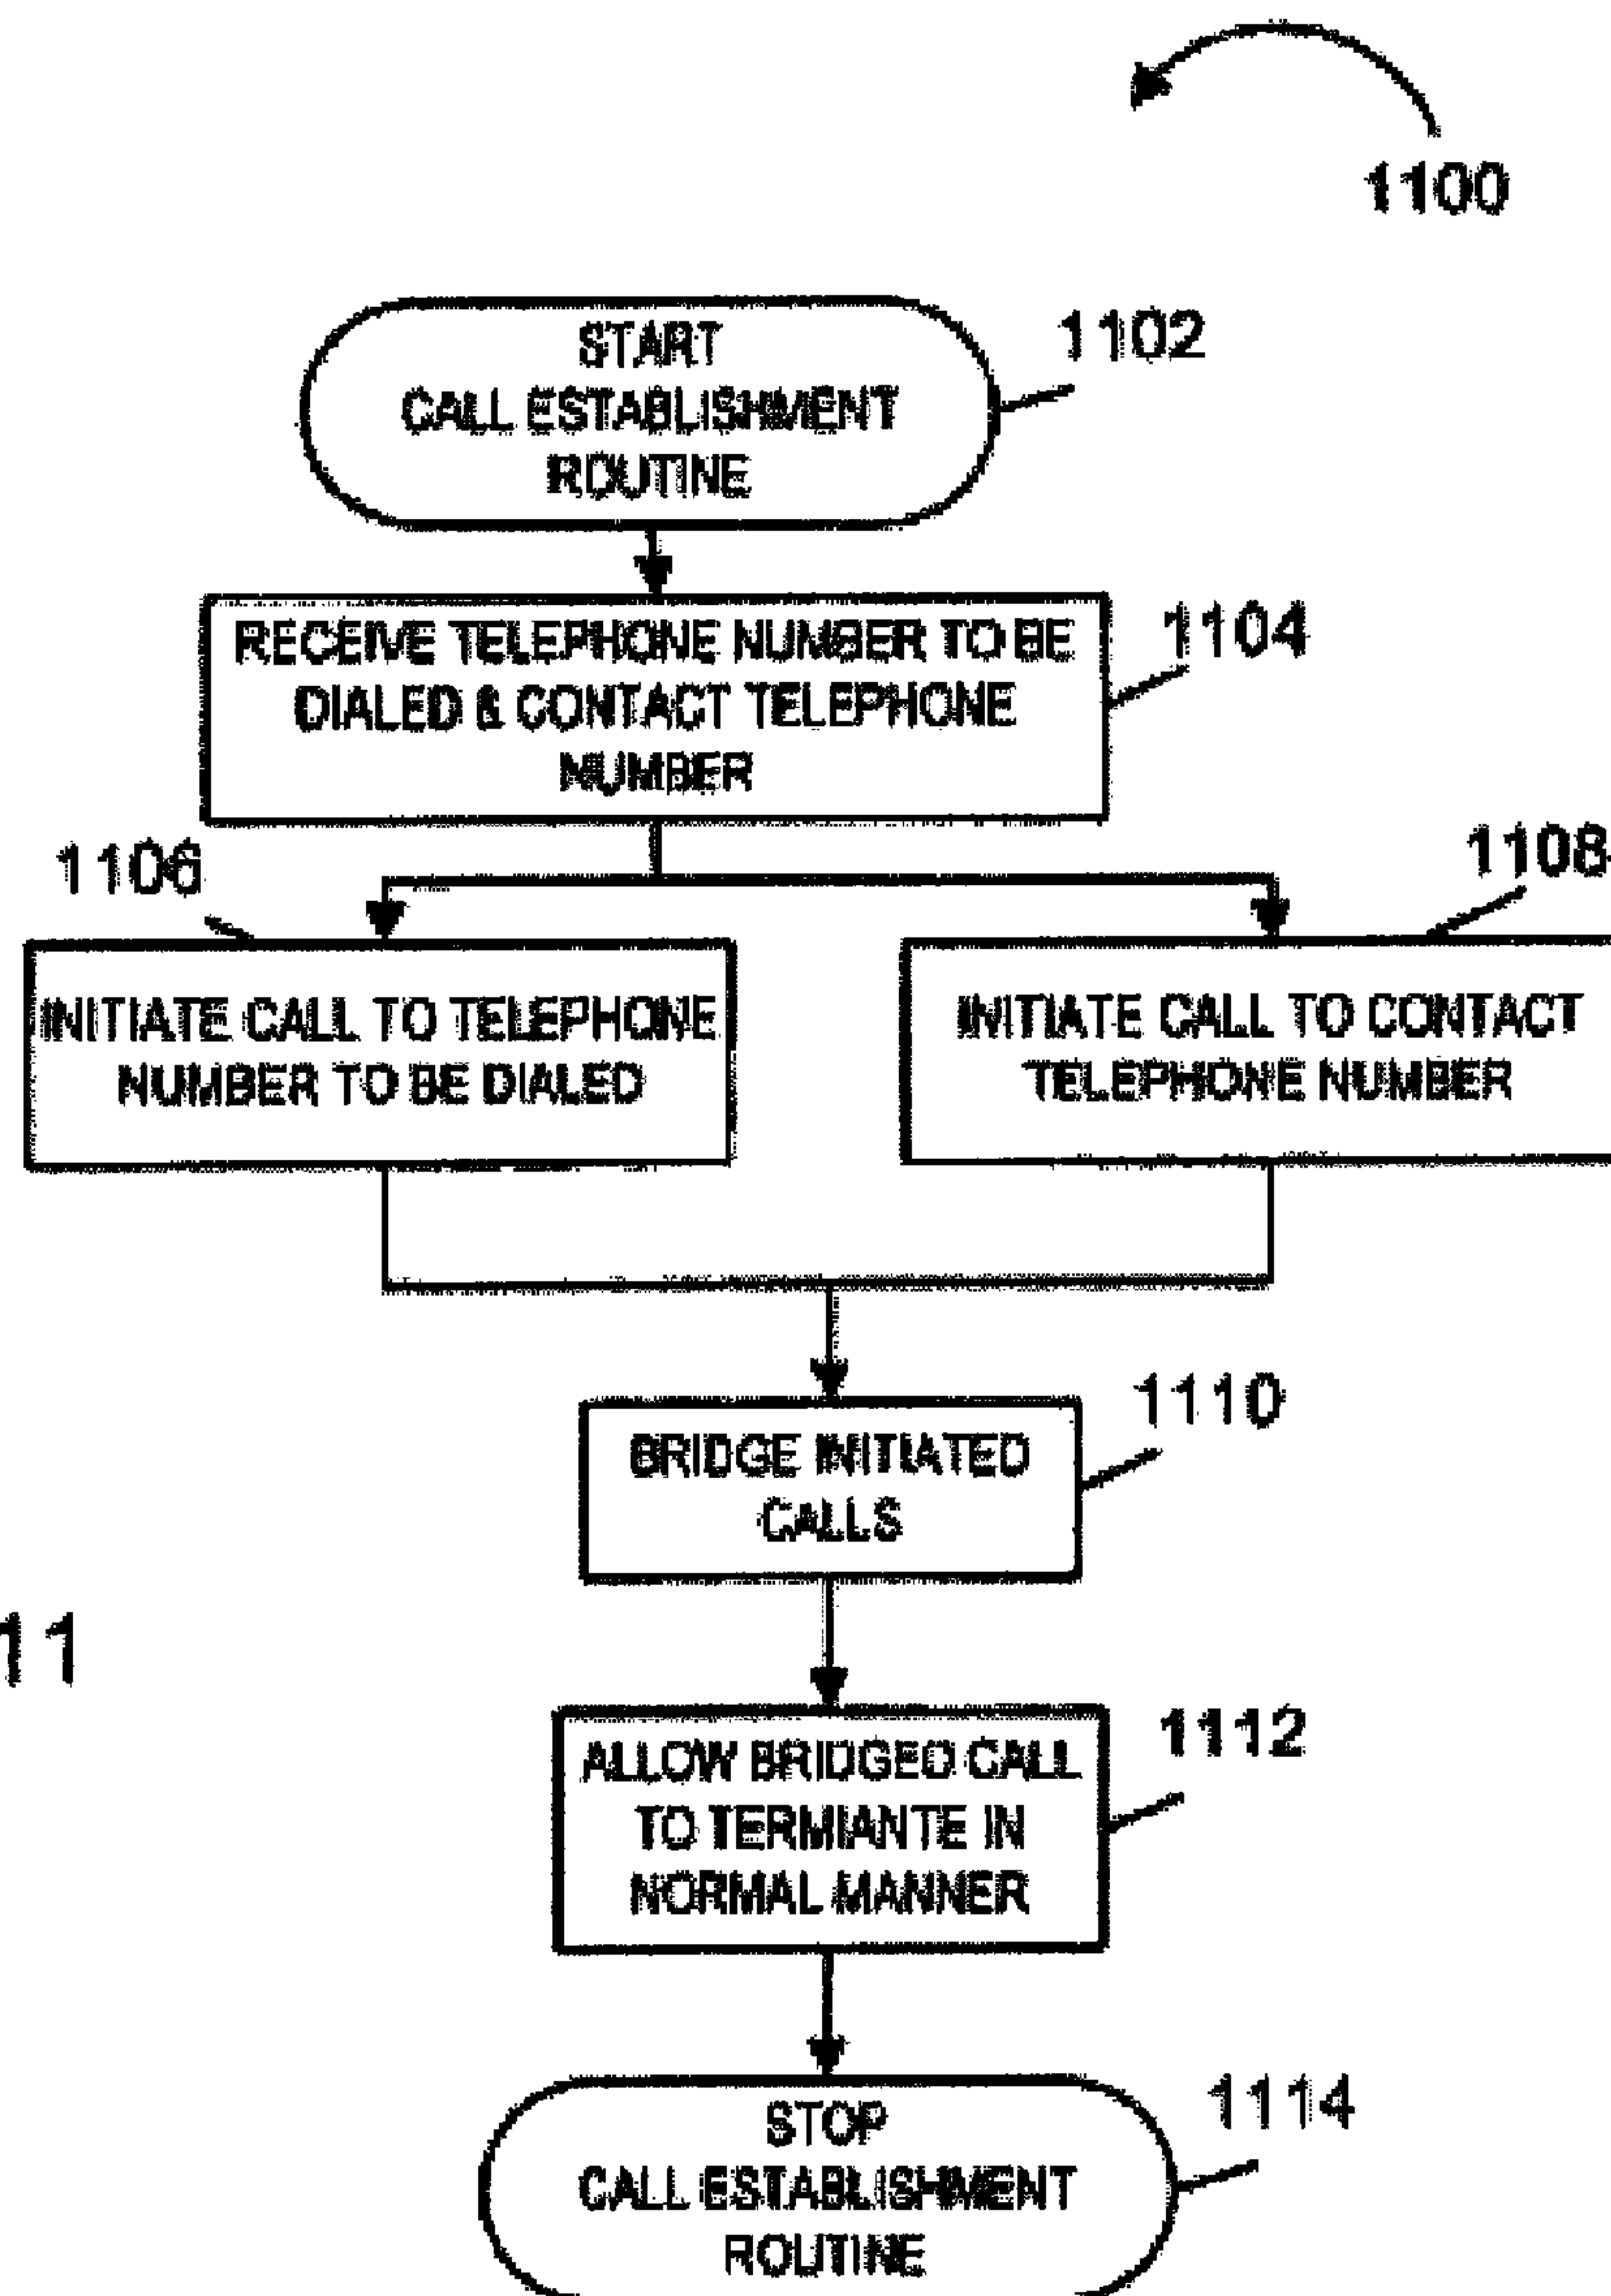 1100
START
CALL ESTABLISHMENT
ROUTINE
1102
RECEIVE TELEPHONE NUMBER TO BE
DIALED & CONTACT TELEPHONE
NUMBER
1104
1106
1108
INITIATE CALL TO TELEPHONE
NUMBER TO BE DIALED
INITIATE CALL TO CONTACT
TELEPHONE NUMBER
BRIDGE INITIATED
CALLS
1110
11
ALLOW BRIDGED CALL
TO TERMIANTE IN
NORMAL MANNER
1112
STOP
CALL ESTABLISHMENT
ROUTINE
1114